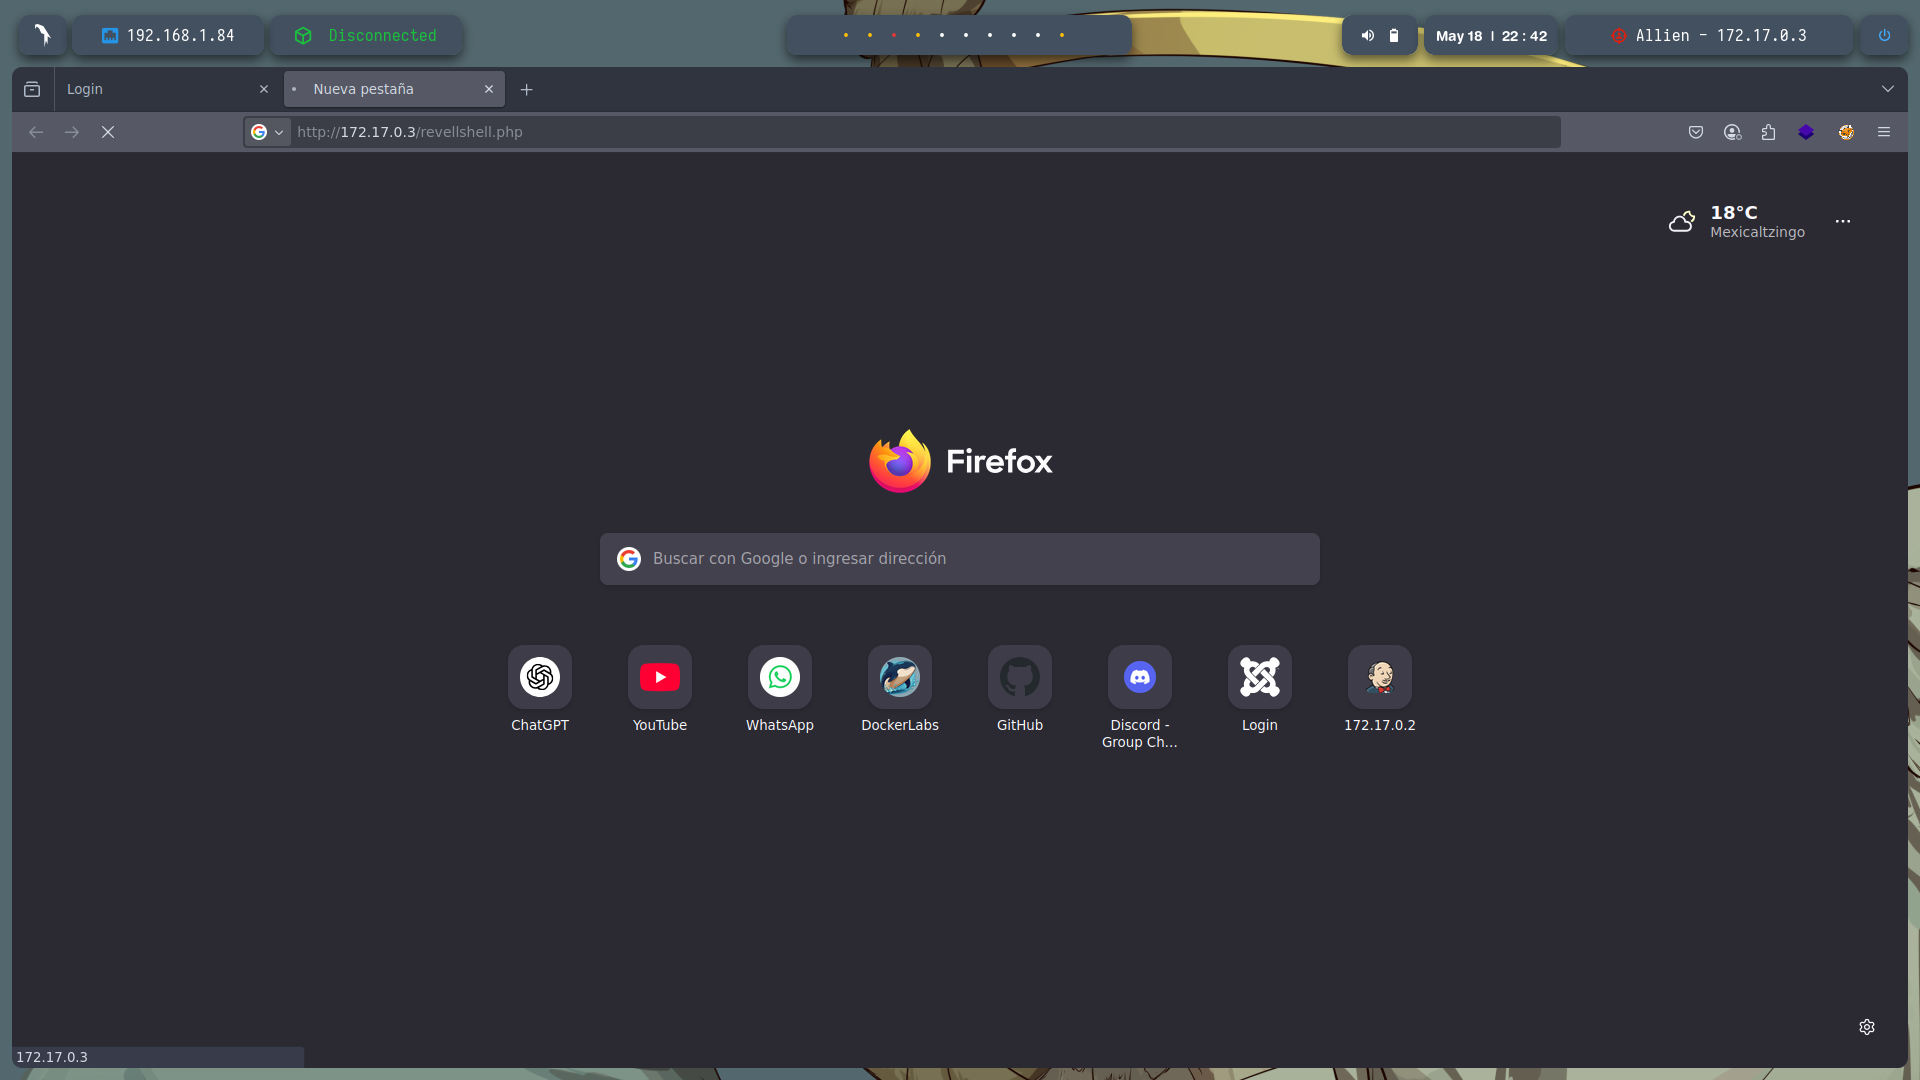 192.168.1.84
Disconnected
May 18 | 22 : 42
Allien - 172.17.0.3
Login
Nueva pestaña
http://172.17.0.3/revellshell.php
18°C
Mexicaltzingo
Firefox
Buscar con Google o ingresar dirección
ChatGPT
YouTube
WhatsApp
DockerLabs
GitHub
Discord -
Group Ch...
Login
172.17.0.2
172.17.0.3